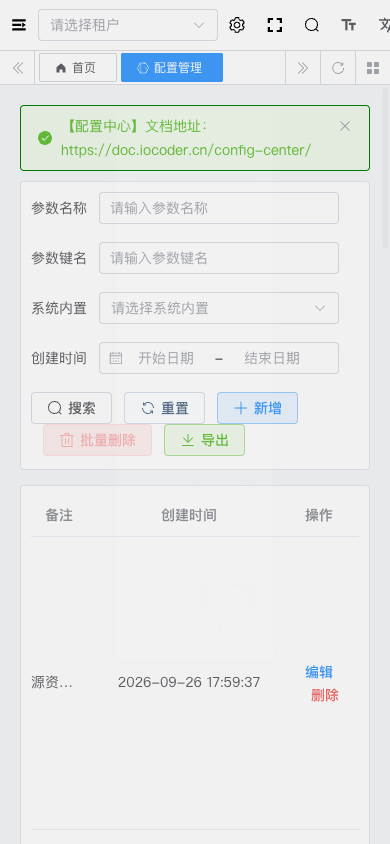 请选择租户
首页
配置管理
【配置中心】文档地址：
https://doc.iocoder.cn/config-center/
参数名称
请输入参数名称
参数键名
请输入参数键名
系统内置
请选择系统内置
创建时间
开始日期 - 结束日期
搜索
重置
新增
批量删除
导出
备注 创建时间 操作
编辑
源资... 2026-09-26 17:59:37
删除